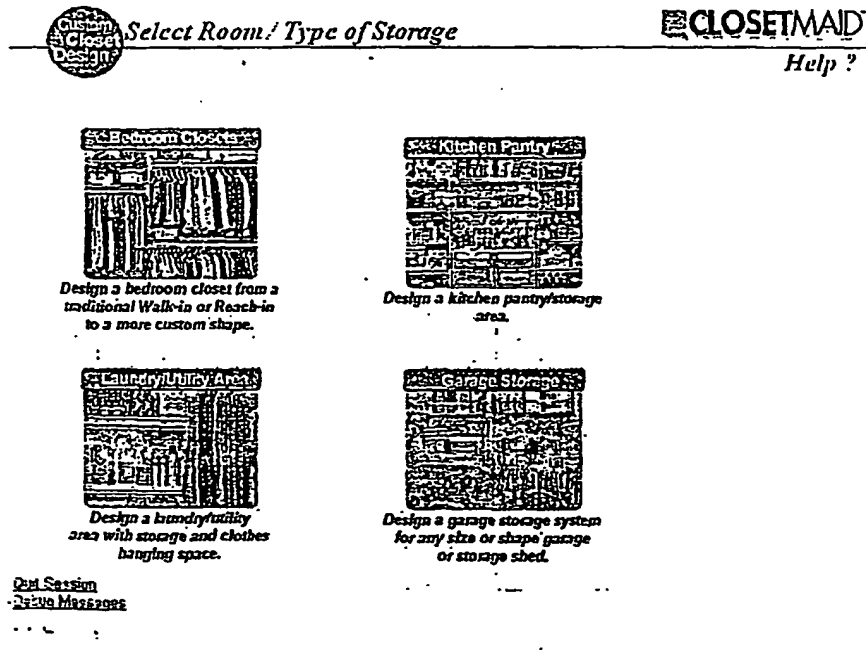 Custom
Closet
Design
Select Room / Type of Storage
CLOSETMAID
Help ?
Bedroom Closets
Design a bedroom closet from a
traditional Walk-in or Reach-in
to a more custom shape.
Kitchen Pantry
Design a kitchen pantry/storage
area.
Laundry/Utility Area
Design a laundry/utility
area with storage and clothes
hanging space.
Garage Storage
Design a garage storage system
for any size or shape garage
or storage shed.
Quit Session
Debug Messages